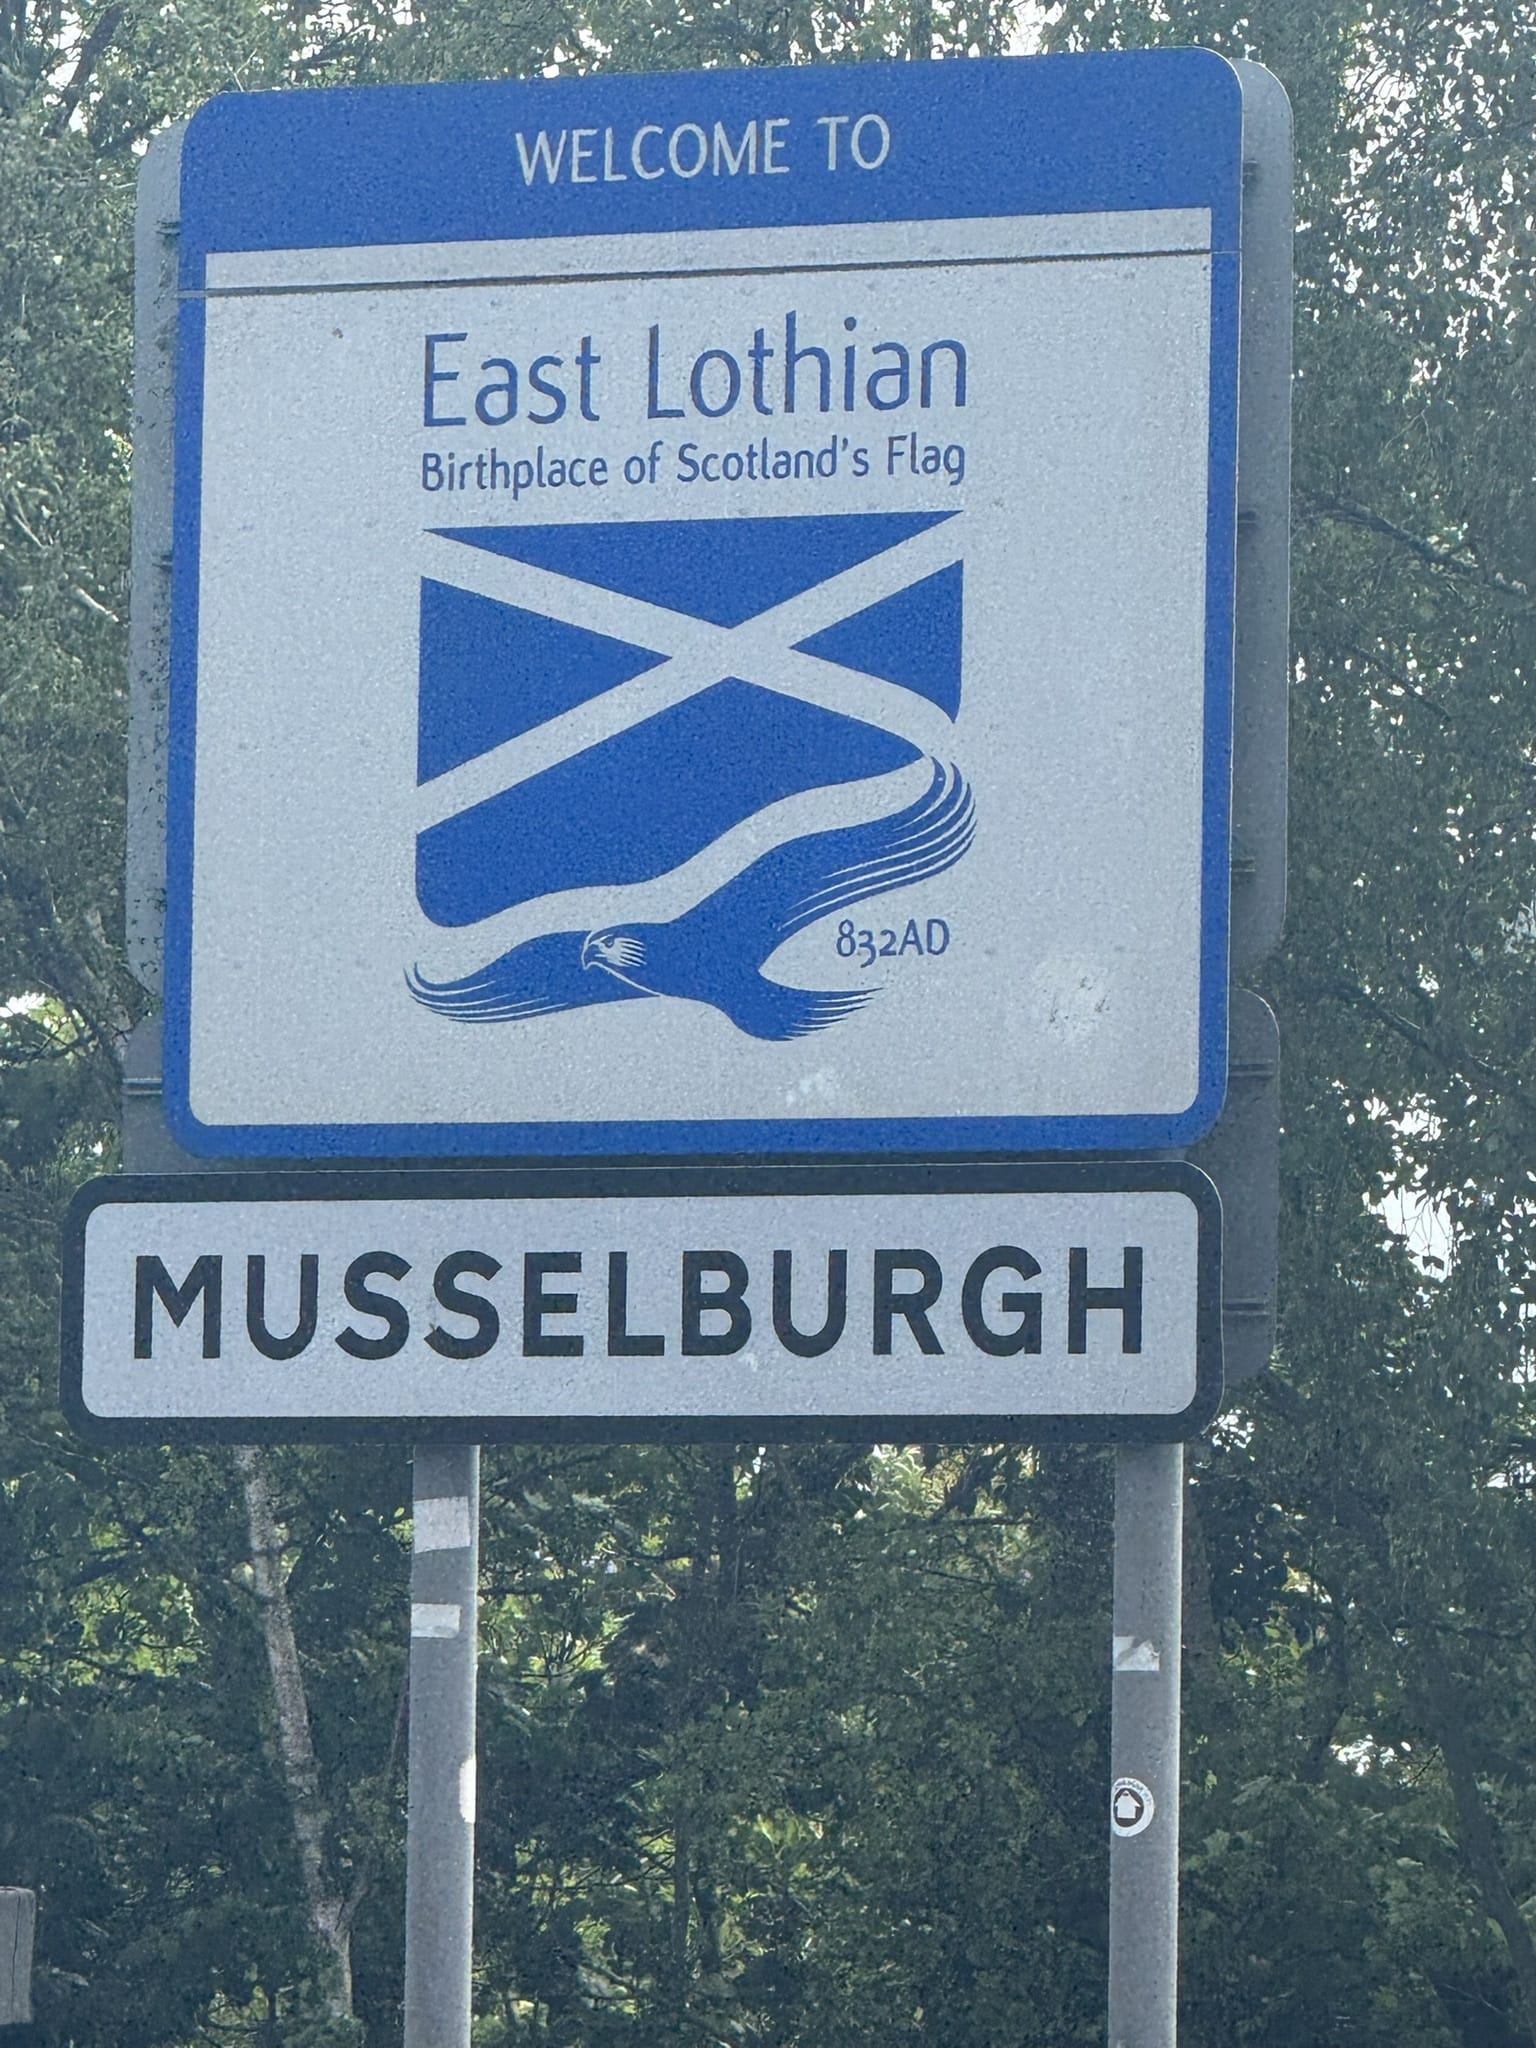 WELCOME TO
East Lothian
Birthplace of Scotland's Flag
832AD
MUSSELBURGH